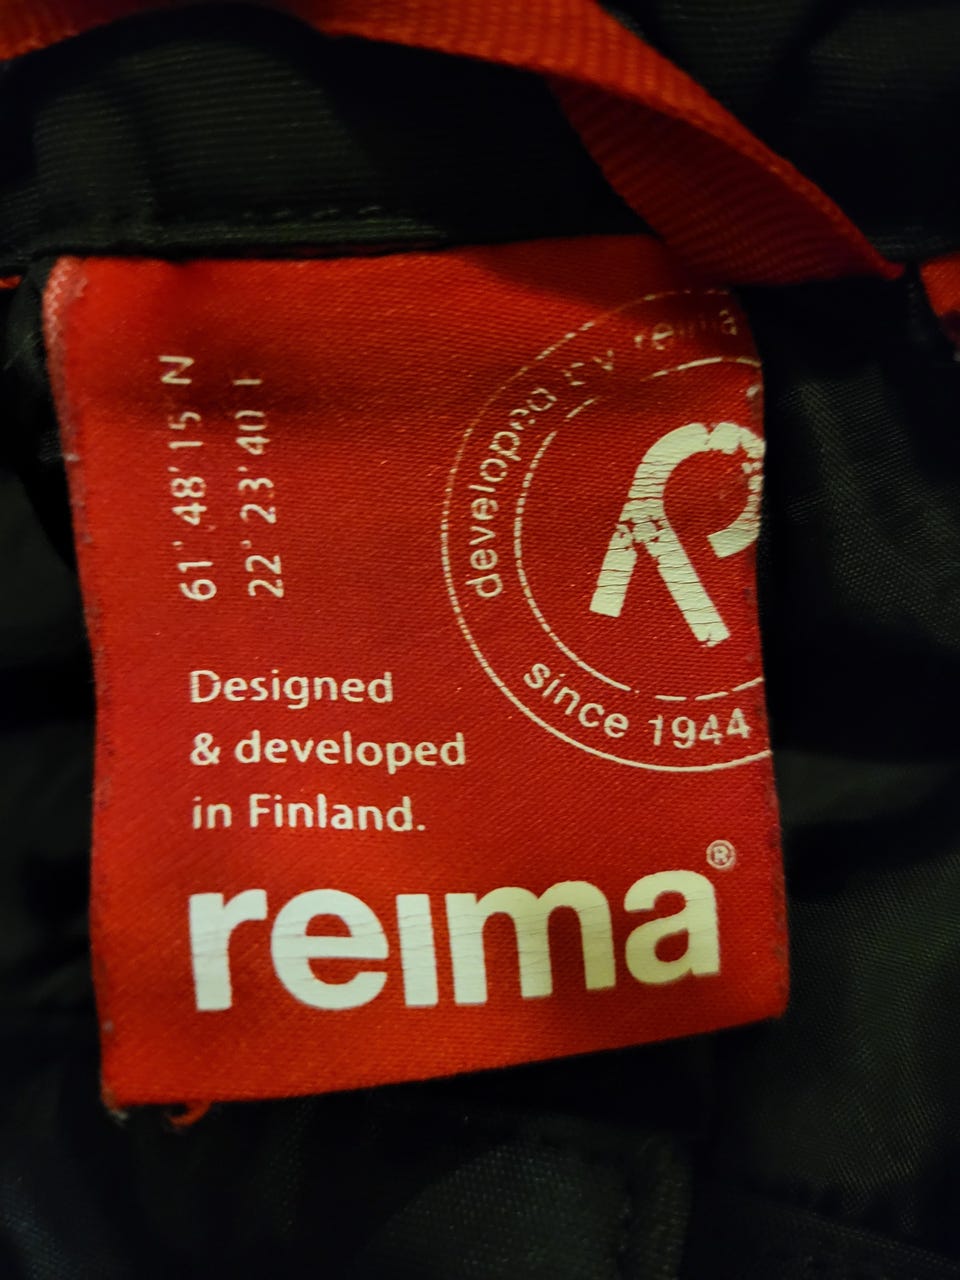 61° 48' 15" N
22° 23' 40"
developed by reima
since 1944
Designed
& developed
in Finland.
reima®